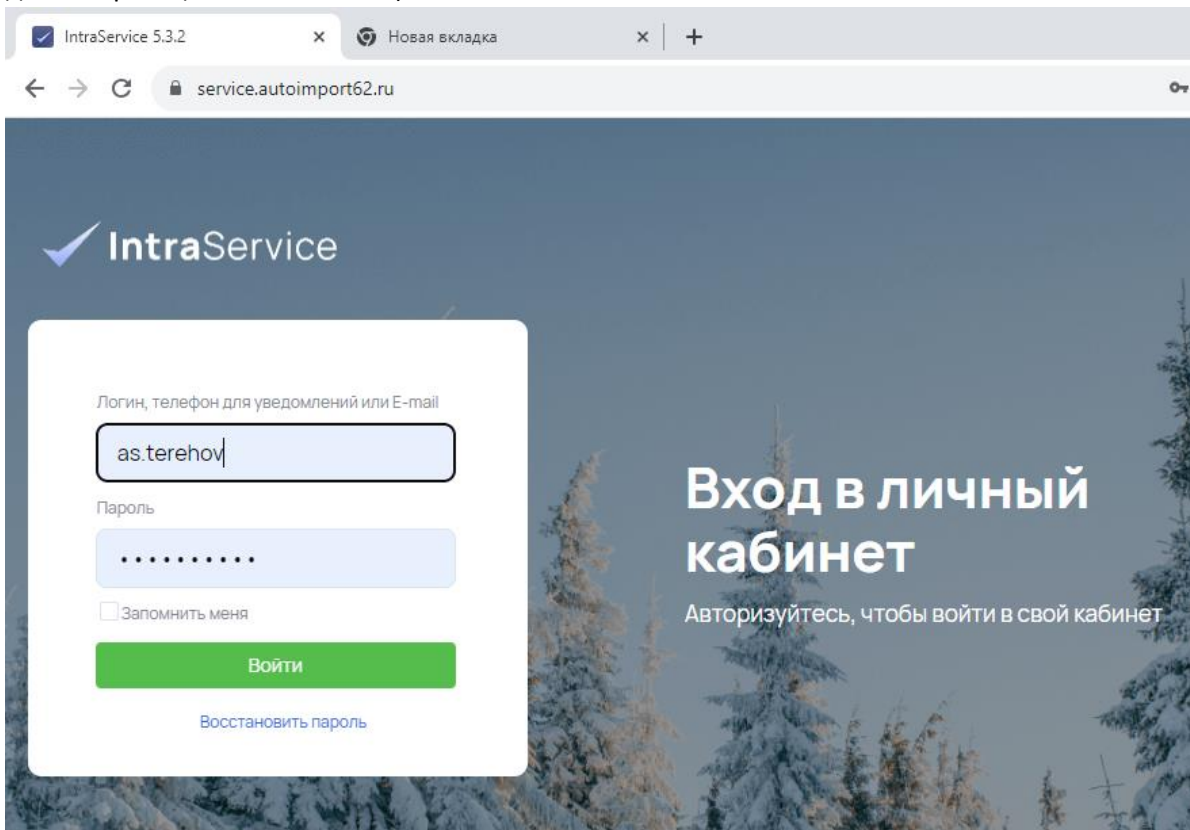 IntraService 5.3.2
Новая вкладка
service.autoimport62.ru
IntraService
Логин, телефон для уведомлений или E-mail
as.terehov
Пароль
••••••••••
Запомнить меня
Войти
Восстановить пароль
Вход в личный
кабинет
Авторизуйтесь, чтобы войти в свой кабинет